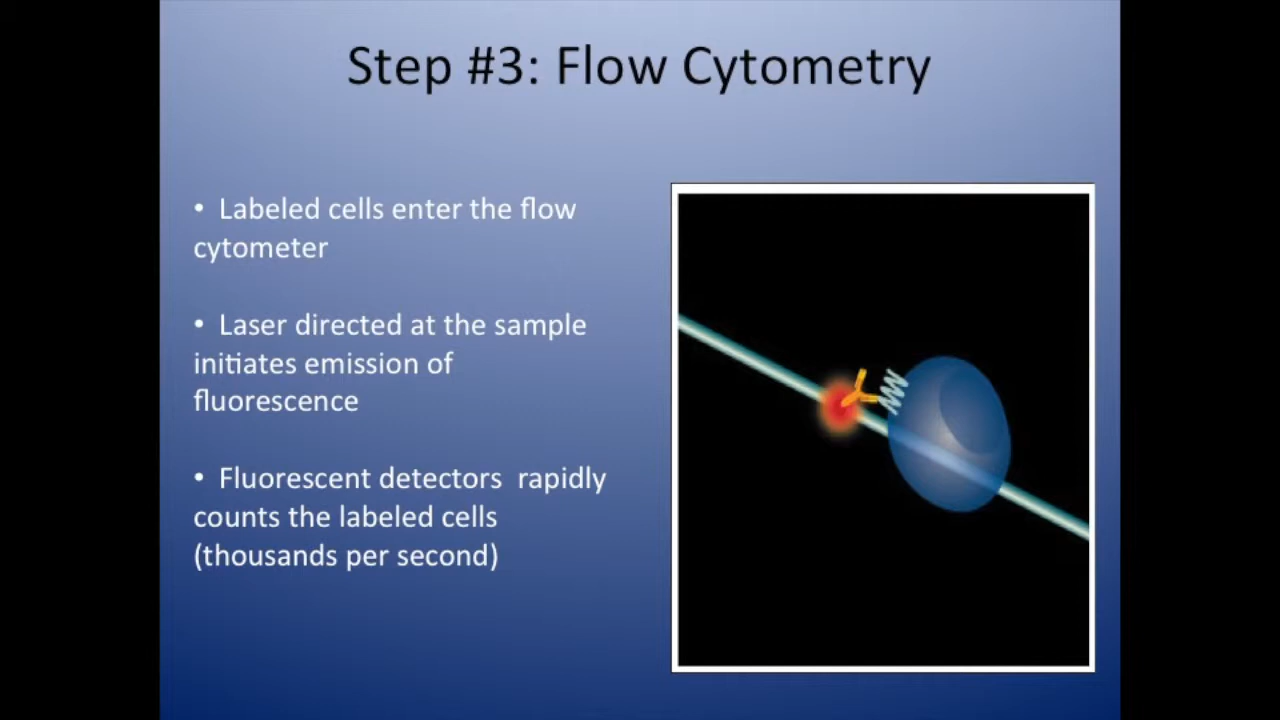 Step #3: Flow Cytometry
• Labeled cells enter the flow
cytometer
• Laser directed at the sample
initiates emission of
fluorescence
• Fluorescent detectors  rapidly
counts the labeled cells
(thousands per second)